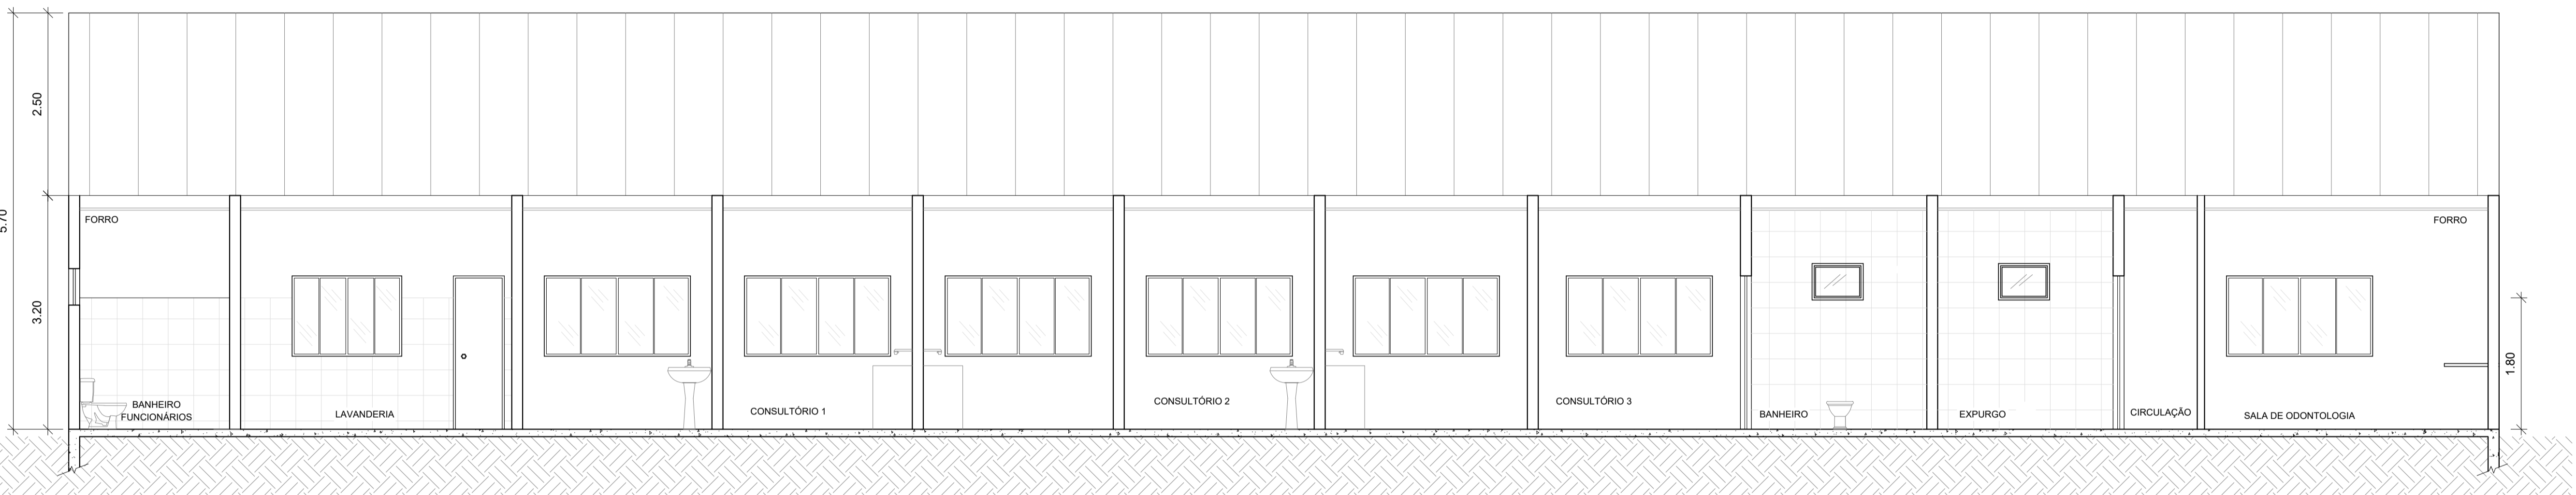 2.50
5.70
3.20
FORRO
FORRO
1.80
BANHEIRO
FUNCIONÁRIOS
LAVANDERIA
CONSULTÓRIO 1
CONSULTÓRIO 2
CONSULTÓRIO 3
BANHEIRO
EXPURGO
CIRCULAÇÃO
SALA DE ODONTOLOGIA